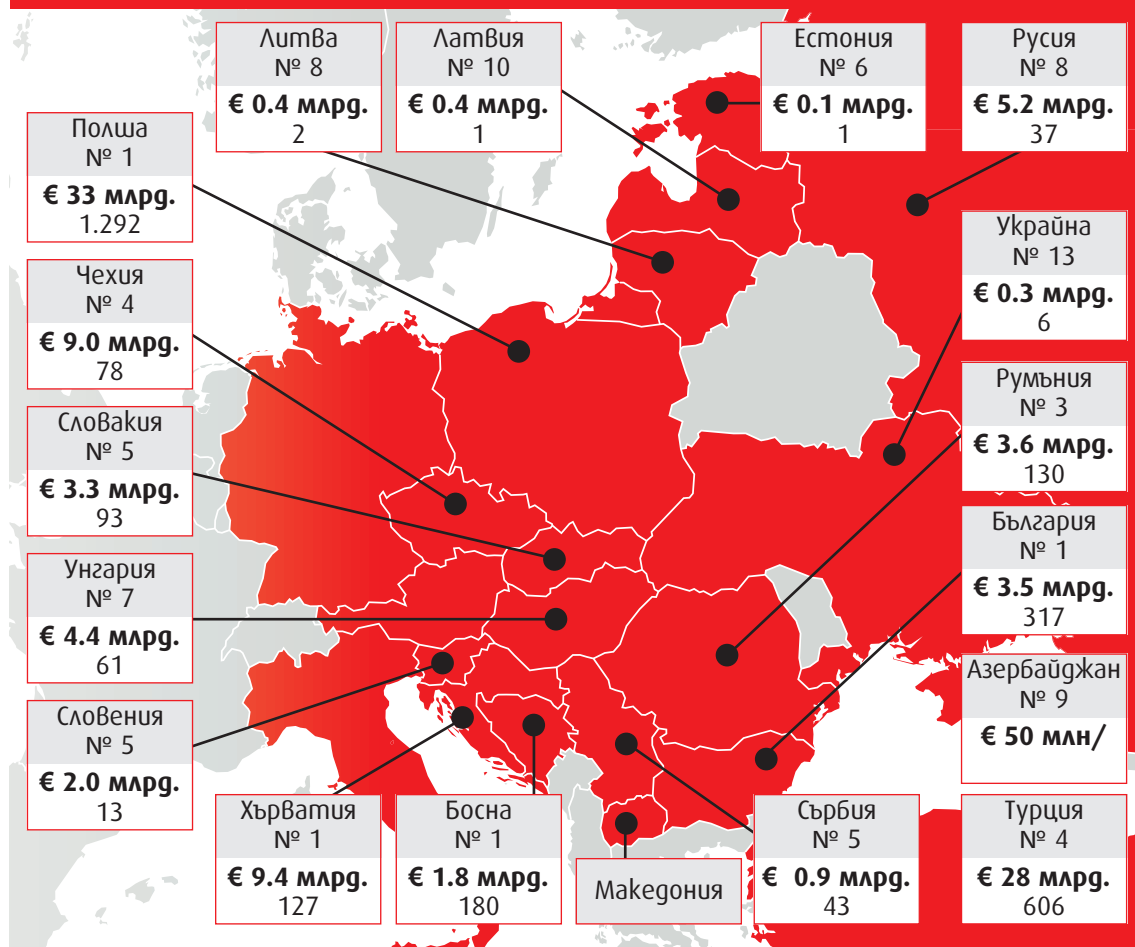 Литва
№ 8
€ 0.4 млрд.
2
Латвия
№ 10
€ 0.4 млрд.
1
Естония
№ 6
€ 0.1 млрд.
1
Русия
№ 8
€ 5.2 млрд.
37
Полша
№ 1
€ 33 млрд.
1.292
Украйна
№ 13
€ 0.3 млрд.
6
Чехия
№ 4
€ 9.0 млрд.
78
Румъния
№ 3
€ 3.6 млрд.
130
Словакия
№ 5
€ 3.3 млрд.
93
България
№ 1
€ 3.5 млрд.
317
Унгария
№ 7
€ 4.4 млрд.
61
Азербайджан
№ 9
€ 50 млн/
Словения
№ 5
€ 2.0 млрд.
13
Хърватия
№ 1
€ 9.4 млрд.
127
Босна
№ 1
€ 1.8 млрд.
180
Македония
Сърбия
№ 5
€ 0.9 млрд.
43
Турция
№ 4
€ 28 млрд.
606